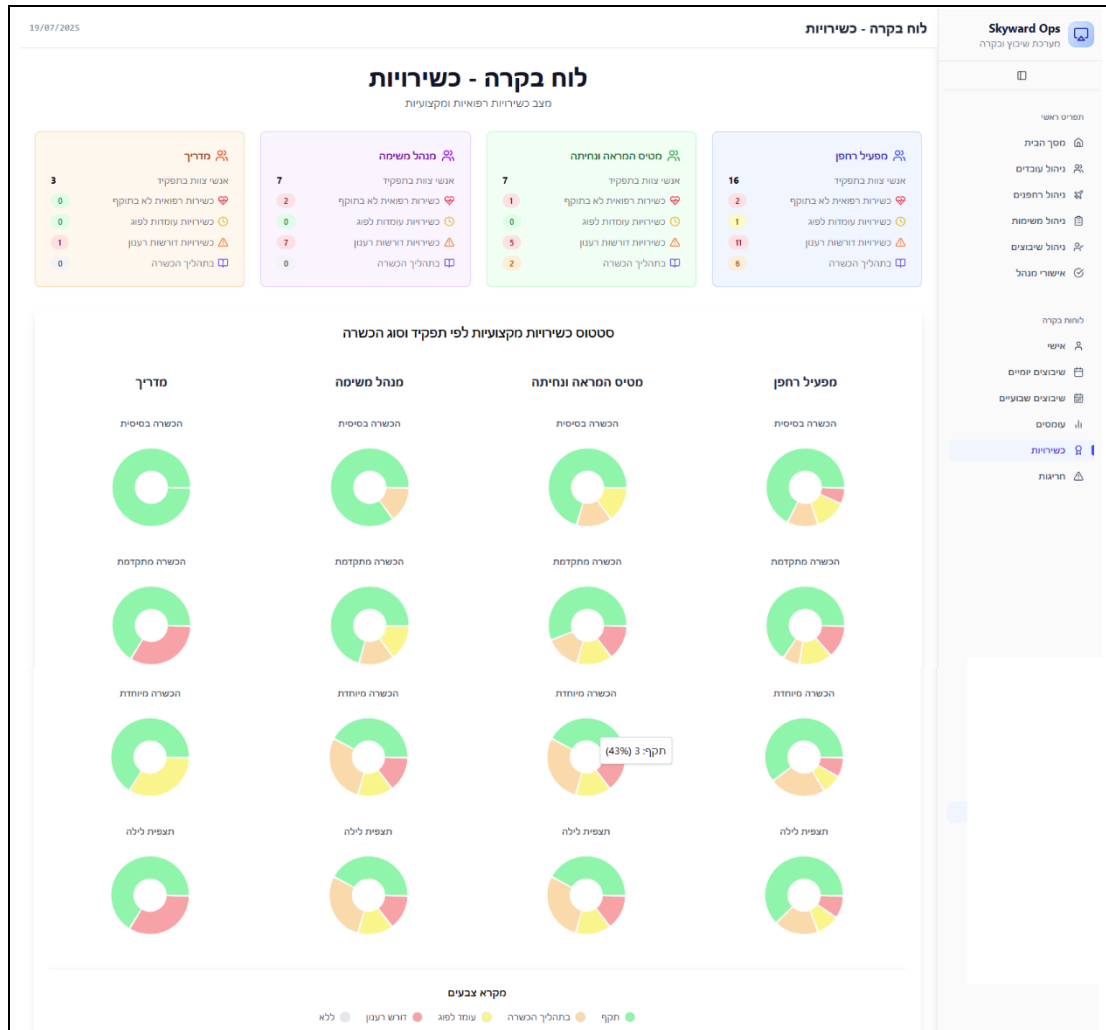 Skyward Ops
מערכת שיבוץ ובקרה
תפריט ראשי
מסך הבית
ניהול עובדים
ניהול רחפנים
ניהול משימות
ניהול שיבוצים
אישורי מנהל
לוחות בקרה
אישי
שיבוצים יומיים
שיבוצים שבועיים
עומסים
כשירויות
חריגות
לוח בקרה - כשירויות
19/07/2025
לוח בקרה - כשירויות
מצב כשירויות רפואיות ומקצועיות
מפעיל רחפן
אנשי צוות בתפקיד 16
כשירות רפואית לא בתוקף 2
כשירויות עומדות לפוג 1
כשירויות דורשות רענון 11
בתהליך הכשרה 6
מטיס המראה ונחיתה
אנשי צוות בתפקיד 7
כשירות רפואית לא בתוקף 1
כשירויות עומדות לפוג 0
כשירויות דורשות רענון 5
בתהליך הכשרה 2
מנהל משימה
אנשי צוות בתפקיד 7
כשירות רפואית לא בתוקף 2
כשירויות עומדות לפוג 0
כשירויות דורשות רענון 7
בתהליך הכשרה 0
מדריך
אנשי צוות בתפקיד 3
כשירות רפואית לא בתוקף 0
כשירויות עומדות לפוג 0
כשירויות דורשות רענון 1
בתהליך הכשרה 0
סטטוס כשירויות מקצועיות לפי תפקיד וסוג הכשרה
מפעיל רחפן מטיס המראה ונחיתה מנהל משימה מדריך
הכשרה בסיסית הכשרה בסיסית הכשרה בסיסית הכשרה בסיסית
הכשרה מתקדמת הכשרה מתקדמת הכשרה מתקדמת הכשרה מתקדמת
הכשרה מיוחדת הכשרה מיוחדת הכשרה מיוחדת הכשרה מיוחדת
תקף: 3 (43%)
תצפית לילה תצפית לילה תצפית לילה תצפית לילה
מקרא צבעים
תקף בתהליך הכשרה עומד לפוג דורש רענון ללא